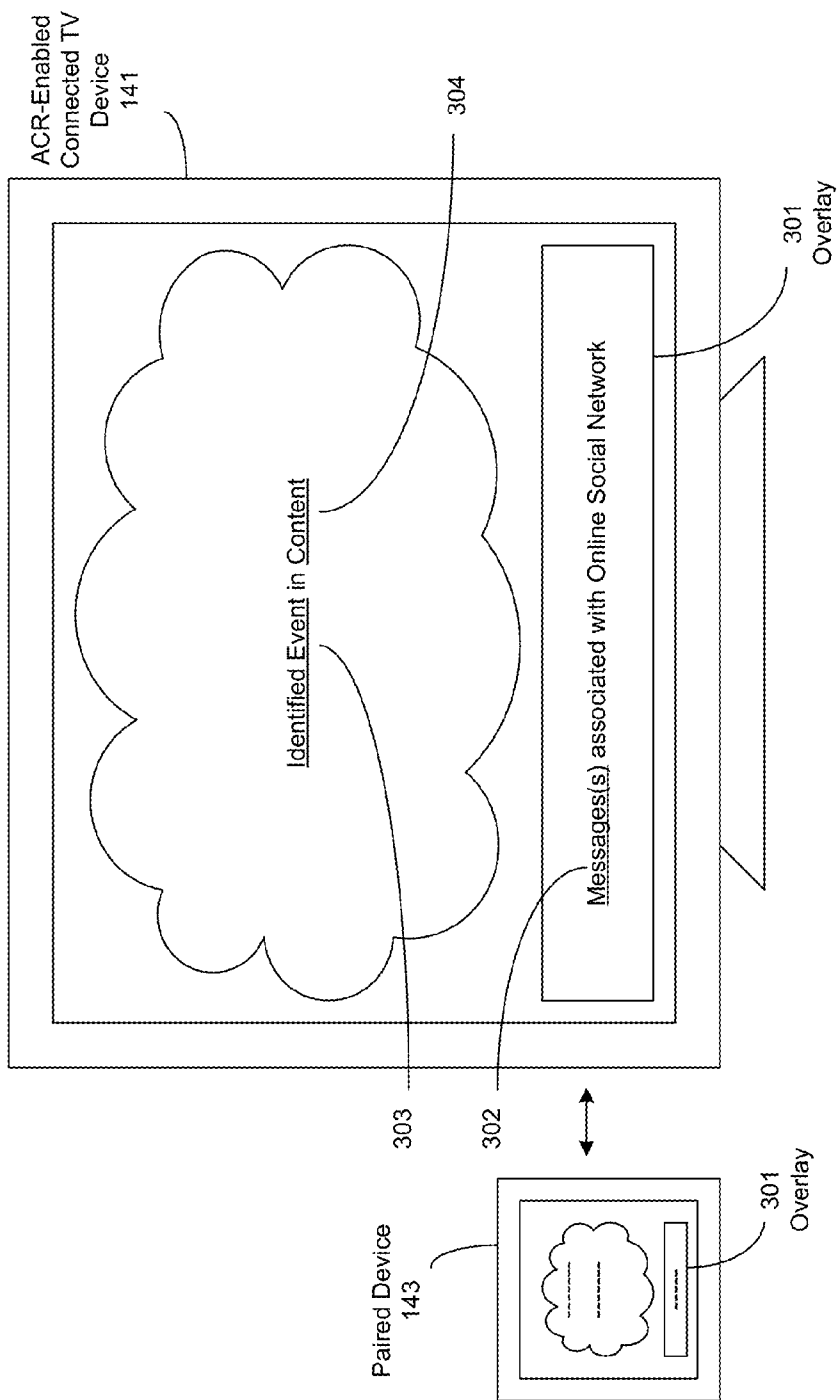 ACR-Enabled
Connected TV
Device
141
304
Identified Event in Content
Messages(s) associated with Online Social Network
301
Overlay
303
302
Paired Device
143
301
Overlay